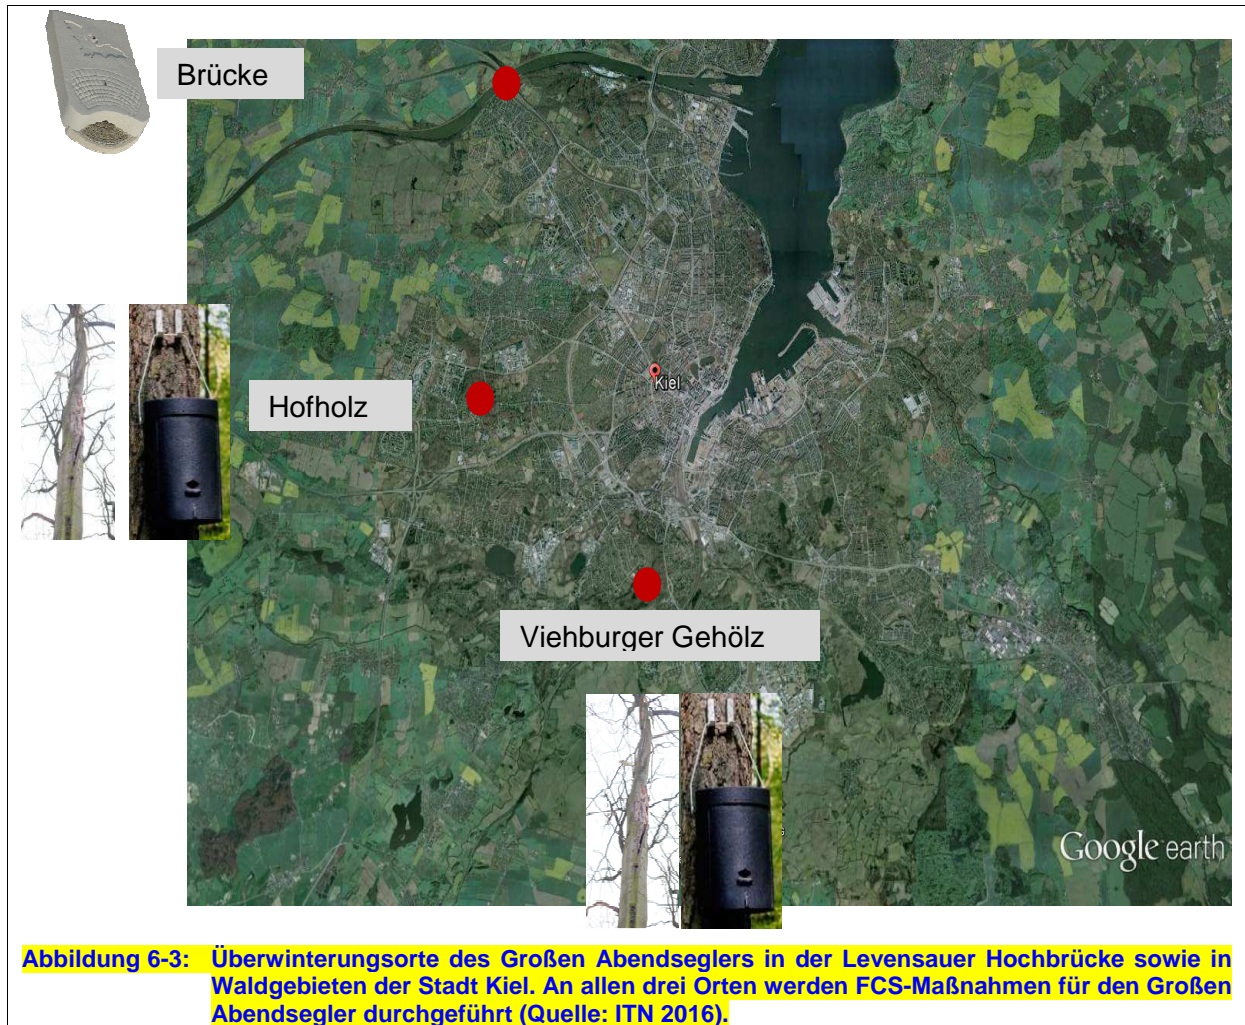 Brücke
Kiel
Hofholz
Viehburger Gehölz
Google earth
Abbildung 6-3: Überwinterungsorte des Großen Abendseglers in der Levensauer Hochbrücke sowie in
Waldgebieten der Stadt Kiel. An allen drei Orten werden FCS-Maßnahmen für den Großen
Abendsegler durchgeführt (Quelle: ITN 2016).